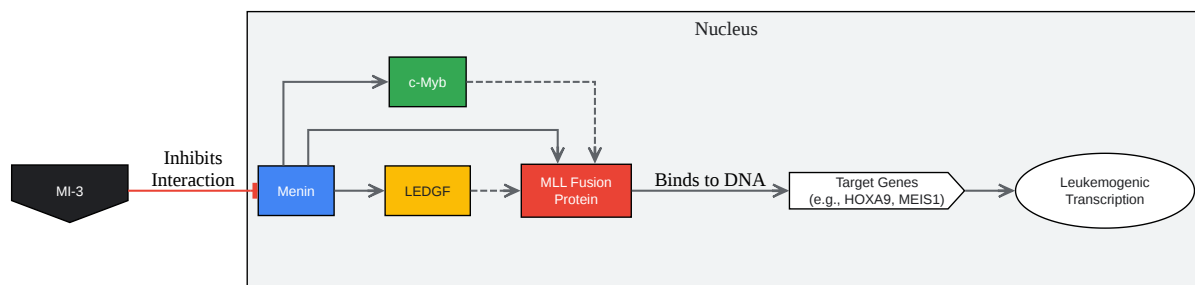 Nucleus
c-Myb
Inhibits
Interaction
MI-3
Menin
LEDGF
MLL Fusion
Protein
Binds to DNA
Target Genes
(e.g., HOXA9, MEIS1)
Leukemogenic
Transcription